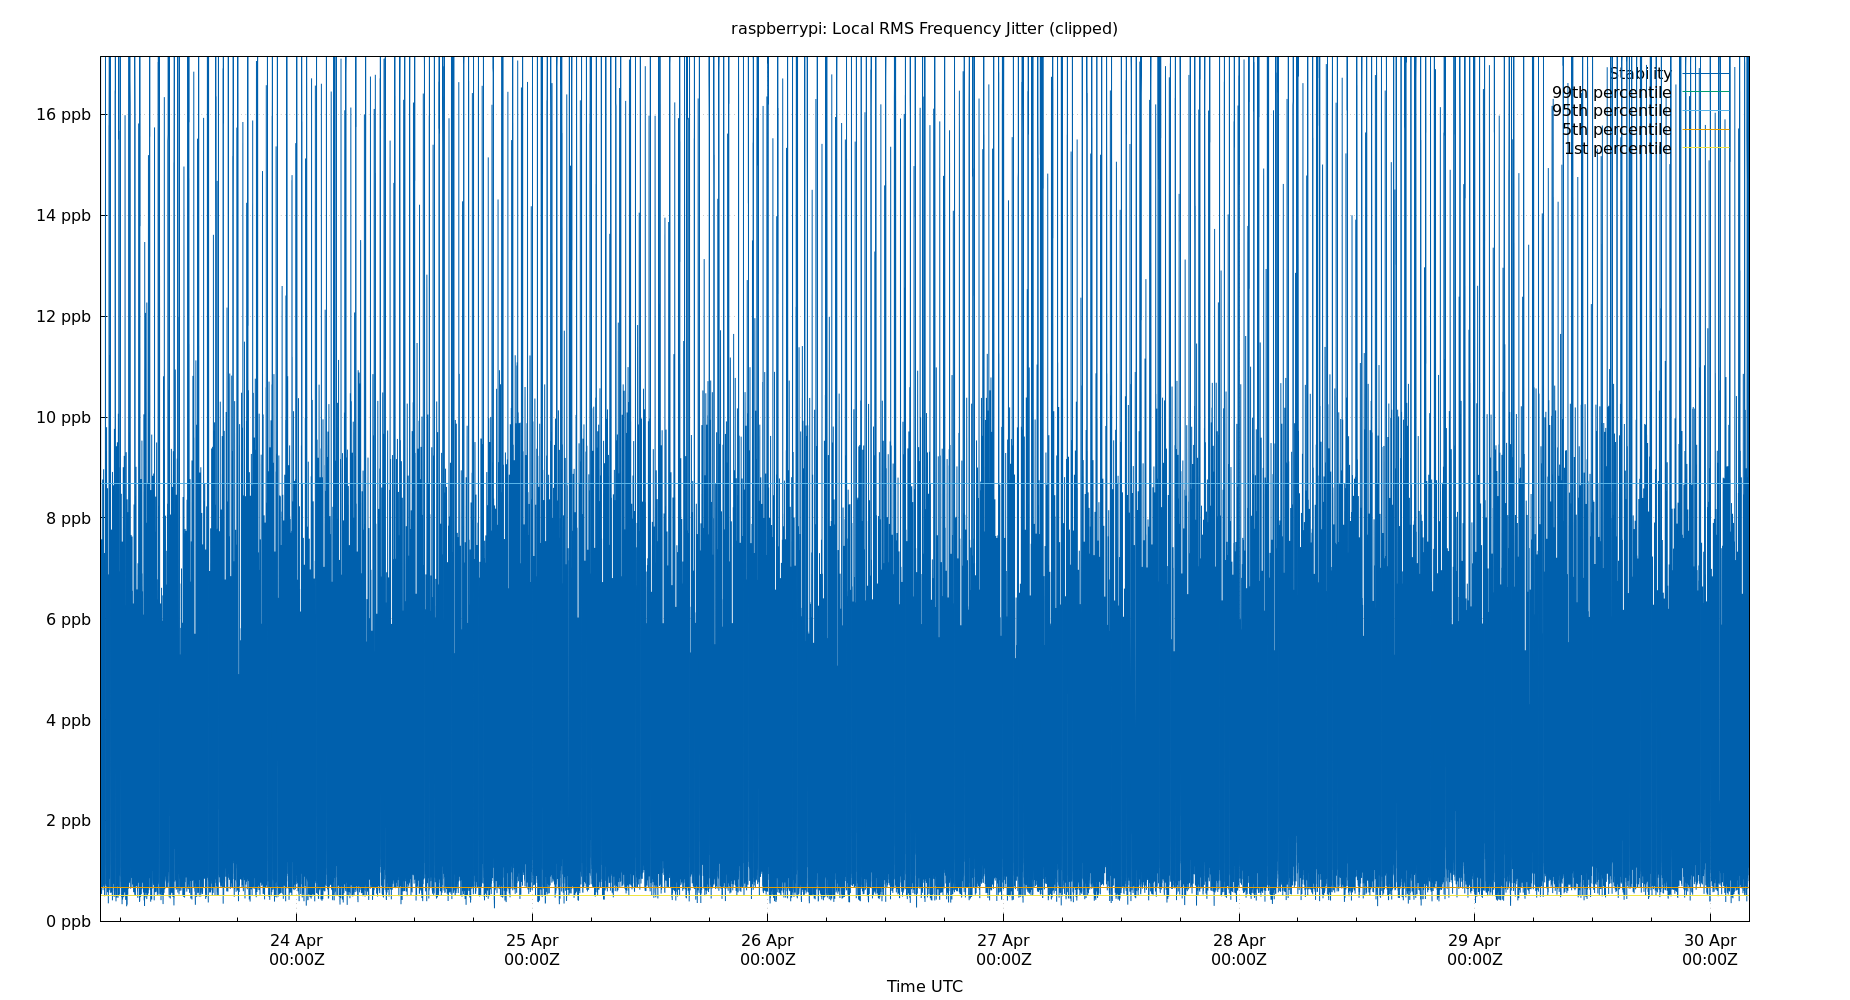 raspberrypi: Local RMS Frequency Jitter (clipped)
Stability
99th percentile
95th percentile
5th percentile
1st percentile
16 ppb
14 ppb
12 ppb
10 ppb
8 ppb
6 ppb
4 ppb
2 ppb
0 ppb
24 Apr 25 Apr 26 Apr 27 Apr 28 Apr 29 Apr 30 Apr
00:00Z 00:00Z 00:00Z 00:00Z 00:00Z 00:00Z 00:00Z
Time UTC